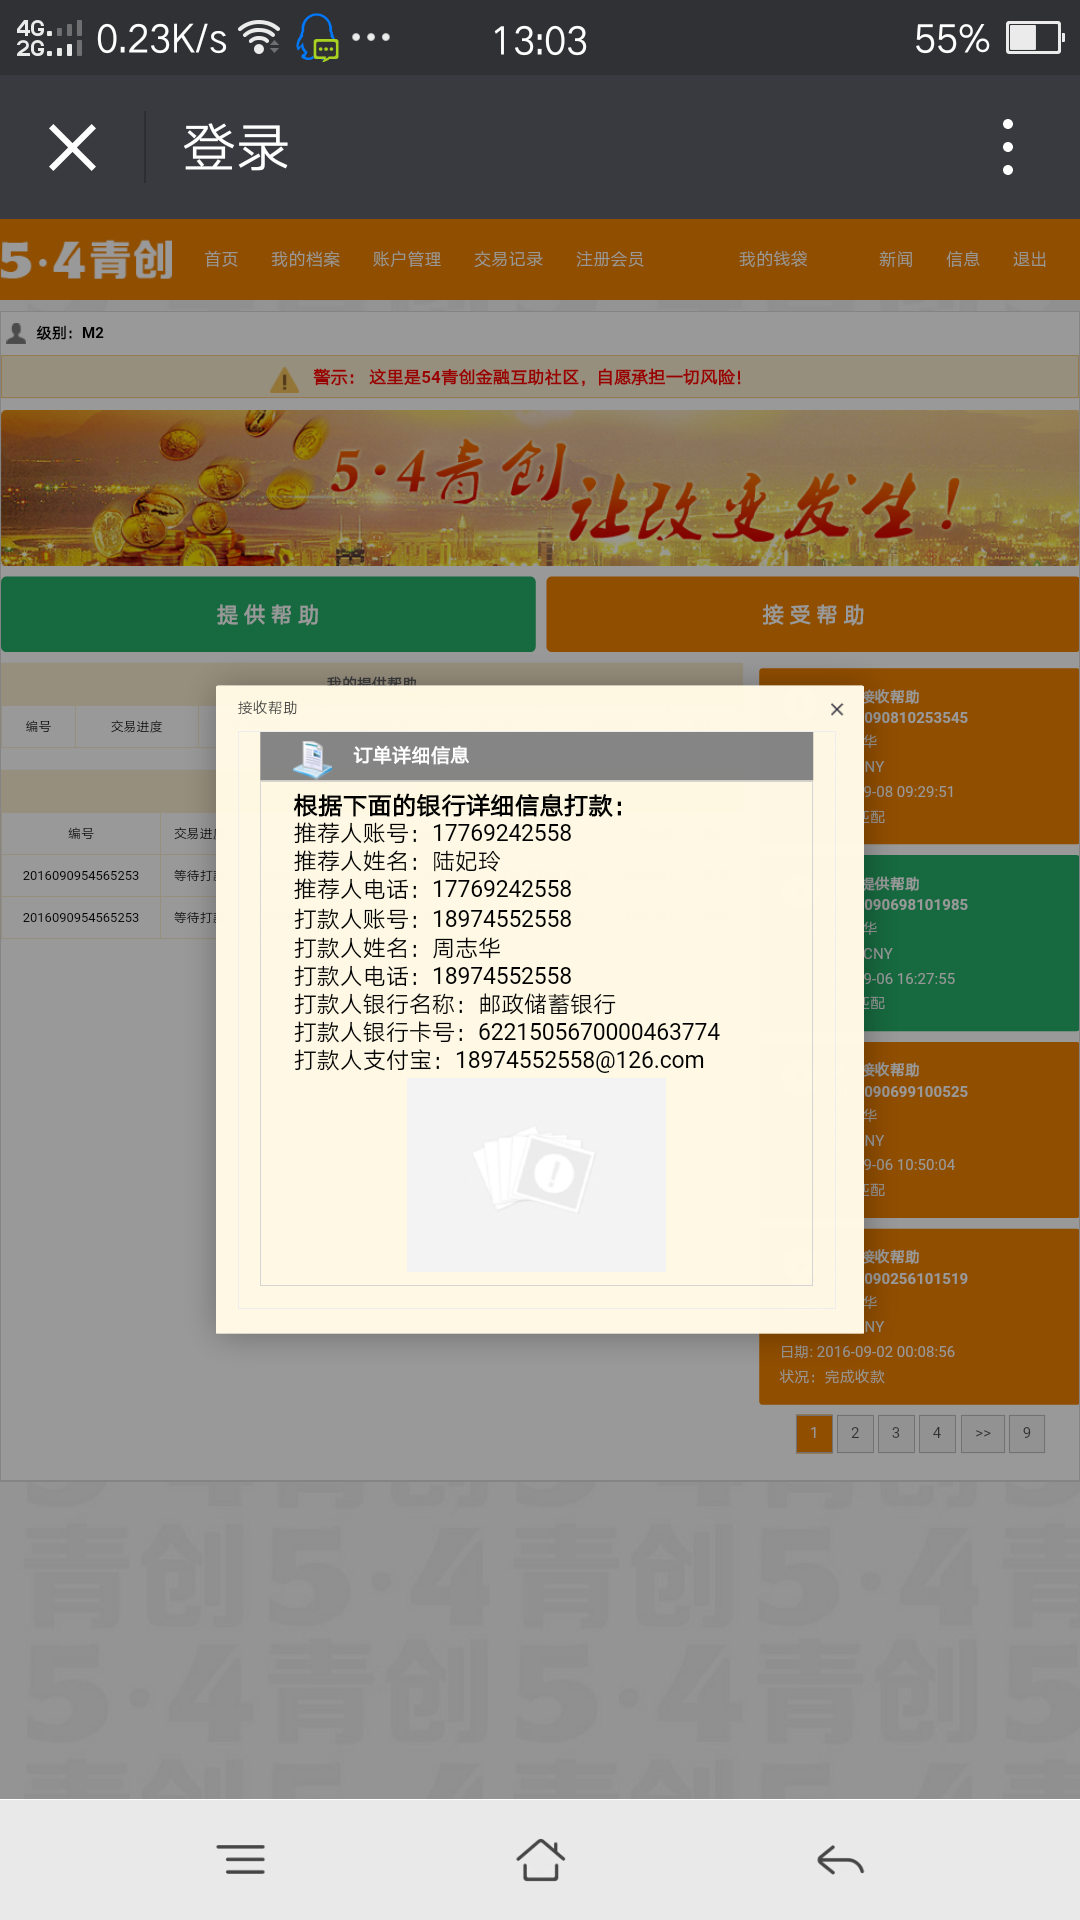 4G 2G 0.23K/s 13:03 55%
登录
5·4青创 首页 我的档案 账户管理 交易记录 注册会员 我的钱袋 新闻 信息 退出
级别：M2
警示： 这里是54青创金融互助社区，自愿承担一切风险！
5·4青创
让改变发生！
提供帮助 接受帮助
我的提供帮助
编号 交易进度
编号
交易进
2016090954565253 等待打
2016090954565253 等待打
接收帮助
订单详细信息
根据下面的银行详细信息打款：
推荐人账号：17769242558
推荐人姓名：陆妃玲
推荐人电话：17769242558
打款人账号：18974552558
打款人姓名：周志华
打款人电话：18974552558
打款人银行名称：邮政储蓄银行
打款人银行卡号：6221505670000463774
打款人支付宝：18974552558@126.com
接收帮助
090810253545
华
NY
9-08 09:29:51
匹配
提供帮助
090698101985
华
CNY
9-06 16:27:55
匹配
接收帮助
090699100525
华
NY
9-06 10:50:04
匹配
接收帮助
090256101519
华
NY
日期: 2016-09-02 00:08:56
状况：完成收款
1 2 3 4 >> 9
青创5·4青创5·4青
5·4青创5·4青创5